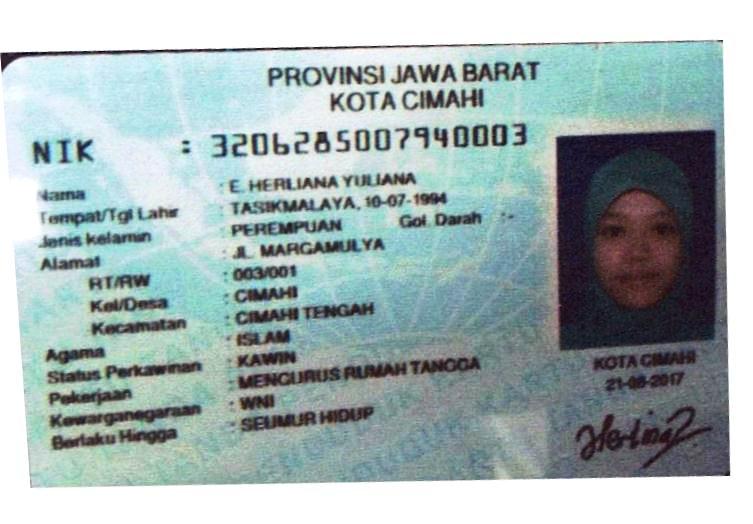 PROVINSI JAWA BARAT
KOTA CIMAHI
NIK : 3206285007940003
Nama : E. HERLIANA YULIANA
Tempat/Tgl Lahir : TASIKMALAYA, 10-07-1994
Jenis kelamin : PEREMPUAN Gol. Darah :-
Alamat : JL. MARGAMULYA
RT/RW : 003/001
Kel/Desa : CIMAHI
Kecamatan : CIMAHI TENGAH
Agama : ISLAM
Status Perkawinan : KAWIN
Pekerjaan : MENGURUS RUMAH TANGGA
Kewarganegaraan : WNI
Berlaku Hingga : SEUMUR HIDUP
KOTA CIMAHI
21-08-2017